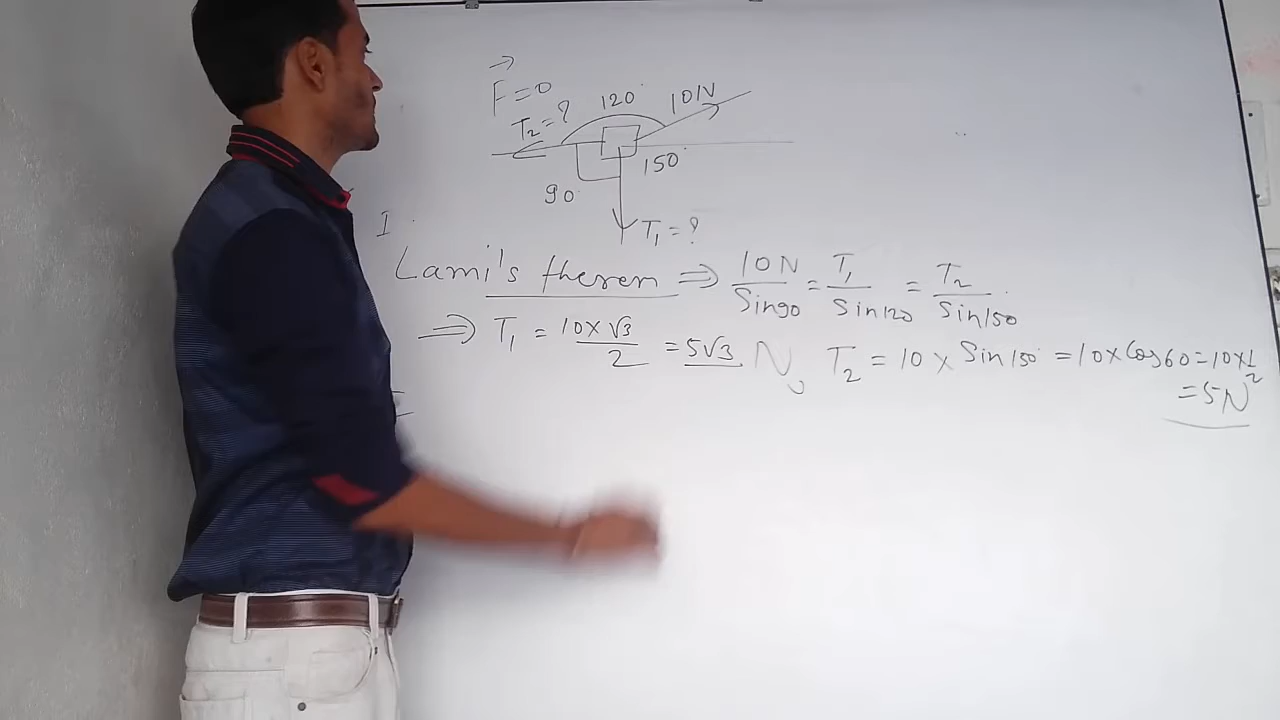 F⃗ = 0
120°
10N
T₂ = ?
150°
90°
T₁ = ?
I
Lami's therem ⇒ 10N/Sin90 = T₁/Sin120 = T₂/Sin150
⇒ T₁ = 10×√3/2 = 5√3 N
T₂ = 10 × Sin150° = 10×Cos60 = 10×1/2
= 5N